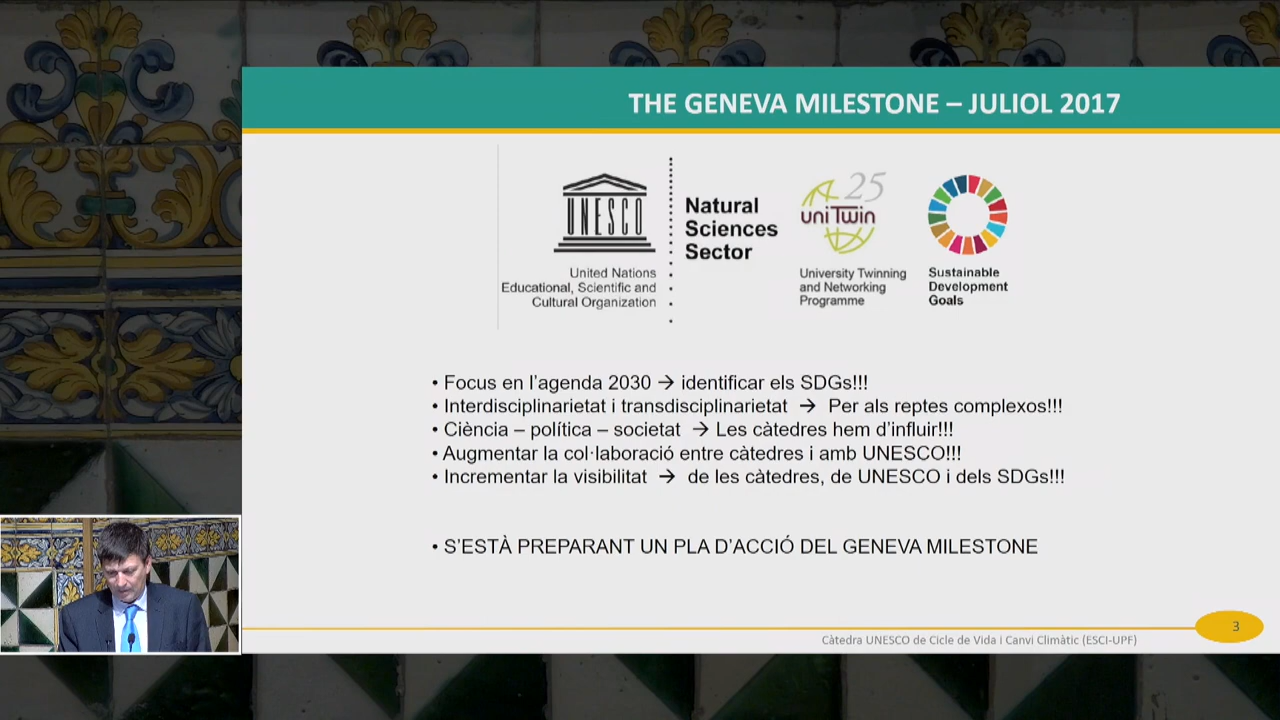 THE GENEVA MILESTONE – JULIOL 2017
UNESCO
United Nations
Educational, Scientific and
Cultural Organization
Natural
Sciences
Sector
25
uniTwin
University Twinning
and Networking
Programme
Sustainable
Development
Goals
• Focus en l’agenda 2030 → identificar els SDGs!!!
• Interdisciplinarietat i transdisciplinarietat → Per als reptes complexos!!!
• Ciència – política – societat → Les càtedres hem d’influir!!!
• Augmentar la col·laboració entre càtedres i amb UNESCO!!!
• Incrementar la visibilitat → de les càtedres, de UNESCO i dels SDGs!!!
• S’ESTÀ PREPARANT UN PLA D’ACCIÓ DEL GENEVA MILESTONE
Càtedra UNESCO de Cicle de Vida i Canvi Climàtic (ESCI-UPF)
3